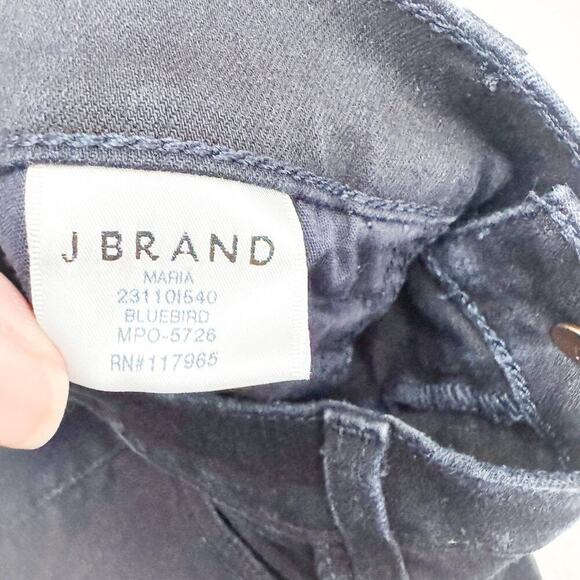 J BRAND
MARIA
23110I540
BLUEBIRD
MPO-5726
RN#117965